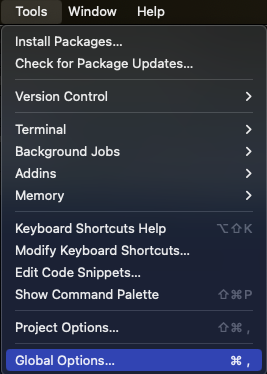 Tools Window Help
Install Packages...
Check for Package Updates...
Version Control
Terminal
Background Jobs
Addins
Memory
Keyboard Shortcuts Help ⌥⇧K
Modify Keyboard Shortcuts...
Edit Code Snippets...
Show Command Palette ⇧⌘P
Project Options... ⇧⌘,
Global Options... ⌘,